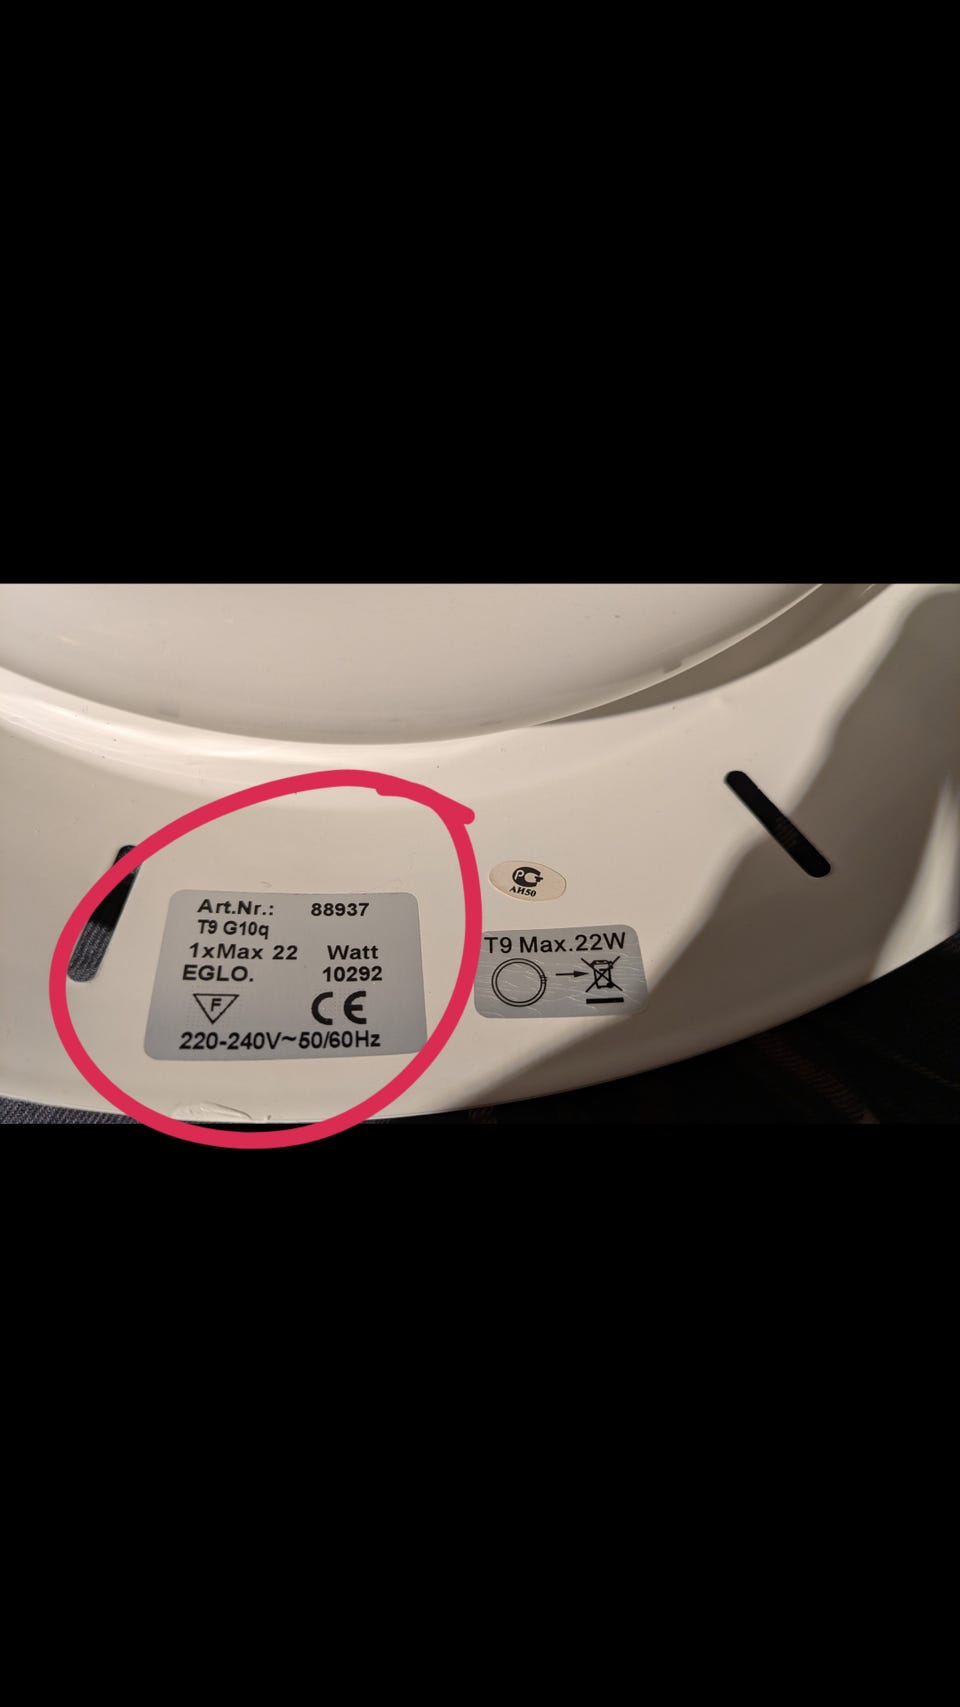 Art.Nr.: 88937
T9 G10q
1xMax 22 Watt
EGLO. 10292
F
CE
220-240V~50/60Hz
РСТ
АИ50
T9 Max.22W